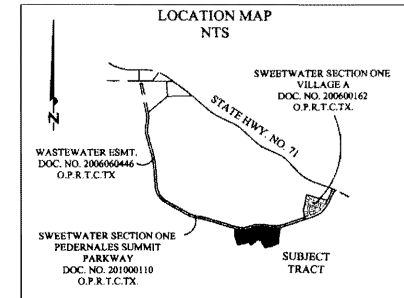 LOCATION MAP
NTS
SWEETWATER SECTION ONE
VILLAGE A
DOC. NO. 200600162
O.P.R.T.C.TX.
STATE HWY. NO. 71
N
WASTEWATER ESMT.
DOC. NO. 2006060446
O.P.R.T.C.TX
SWEETWATER SECTION ONE
PEDERNALES SUMMIT
PARKWAY
DOC. NO. 201000110
O.P.R.T.C.TX.
SUBJECT
TRACT